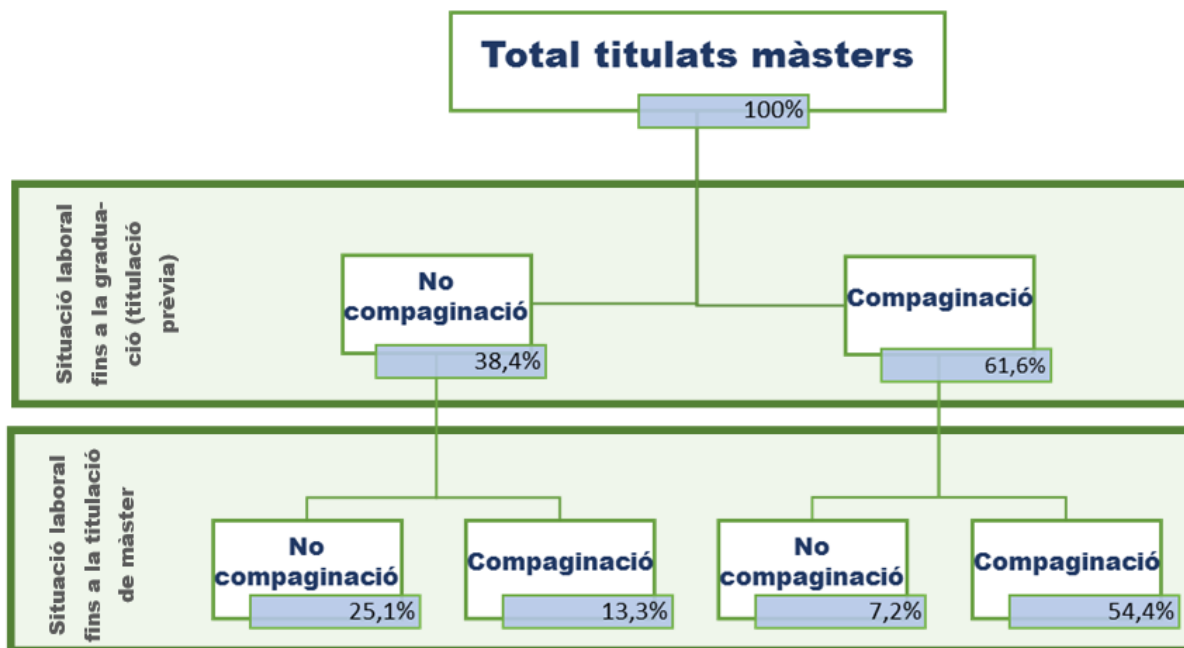 Total titulats màsters
100%
Situació laboral
fins a la gradua-
ció (titulació
prèvia)
No
compaginació
38,4%
Compaginació
61,6%
Situació laboral
fins a la titulació
de màster
No
compaginació
25,1%
Compaginació
13,3%
No
compaginació
7,2%
Compaginació
54,4%